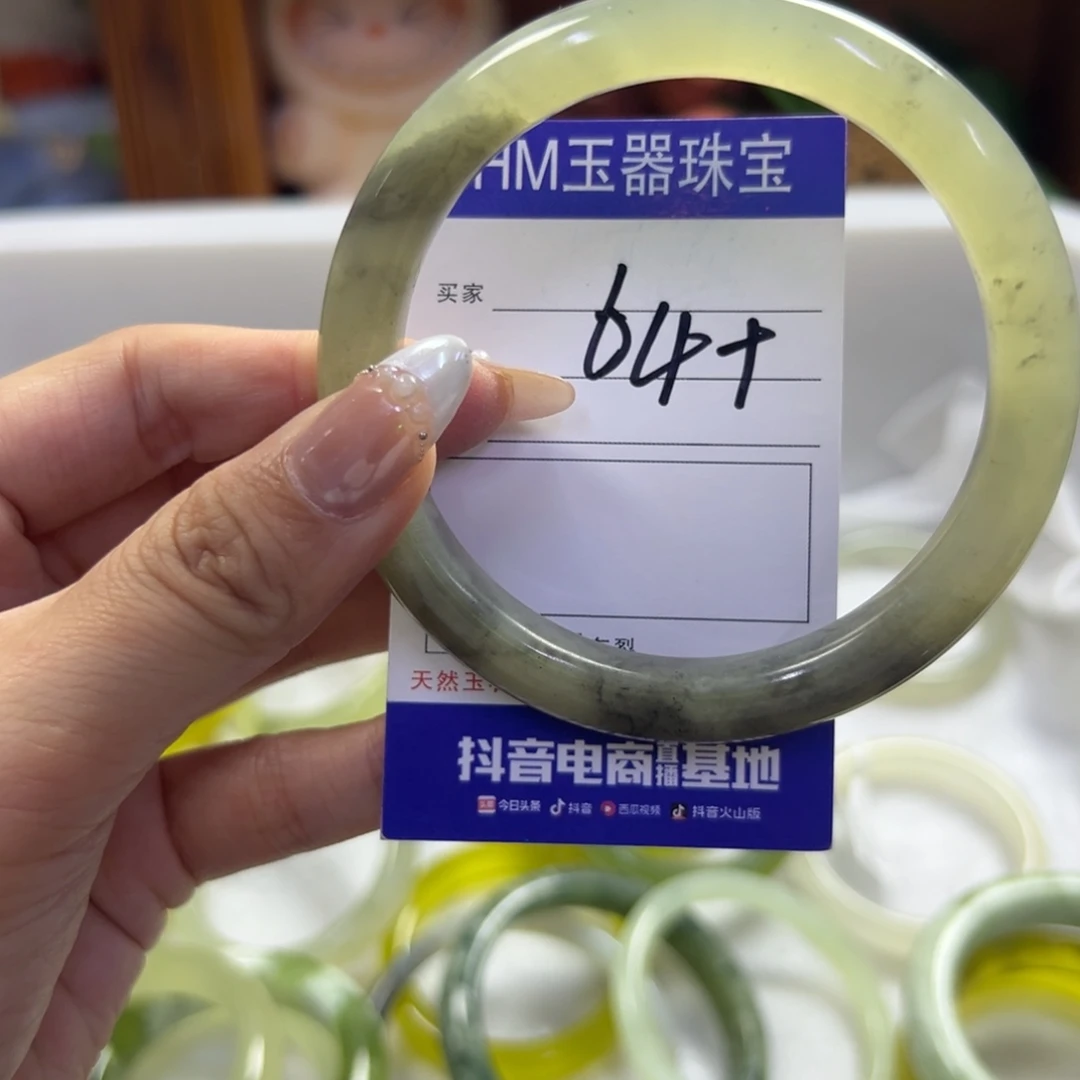 HM玉器珠宝
买家
64+
裂
天然玉
抖音电商直播基地
今日头条 抖音 西瓜视频 抖音火山版